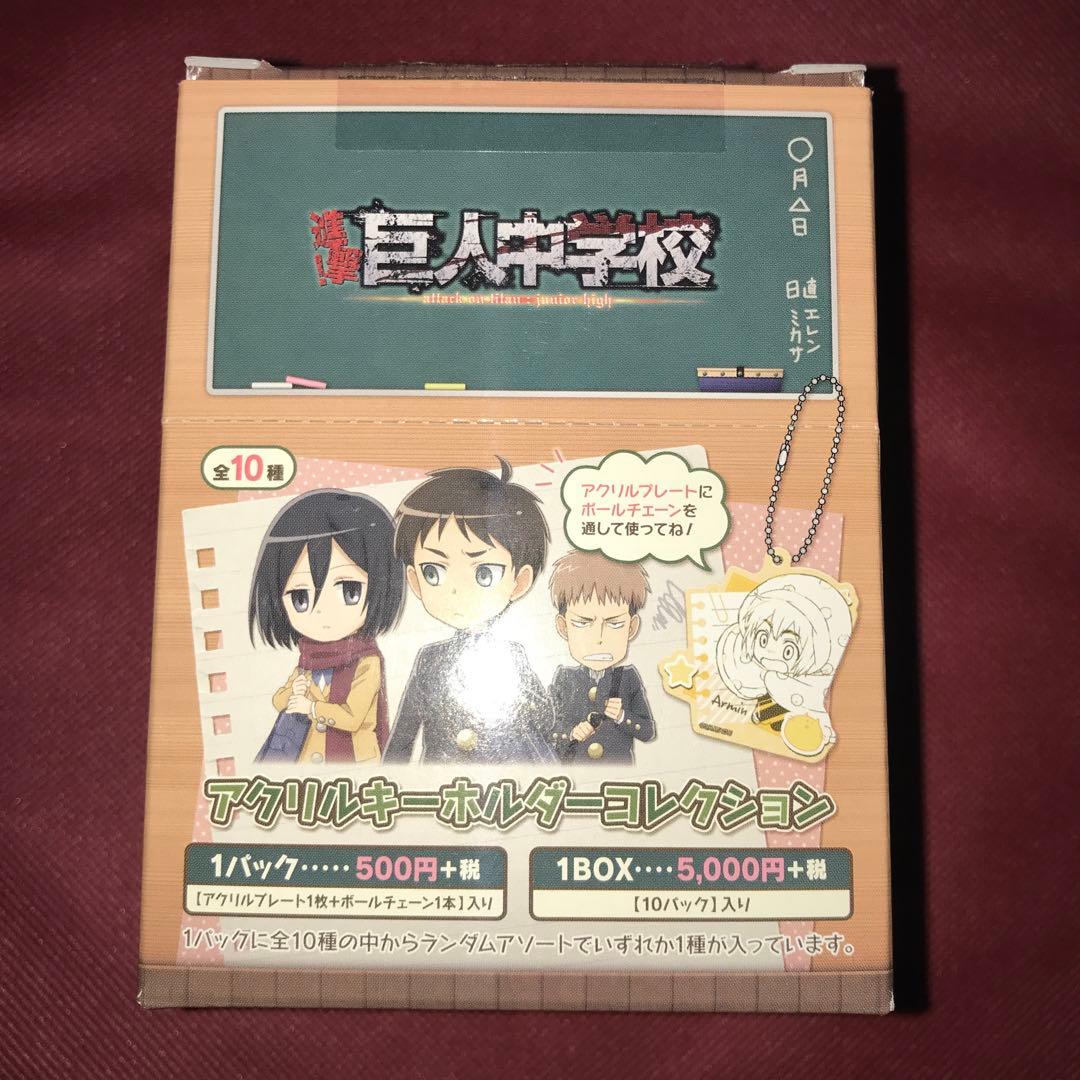 進撃!
巨人中学校
attack on titan : junior high
○月△日
日直 エレン
ミカサ
全10種
アクリルプレートに
ボールチェーンを
通して使ってね!
Armin
アクリルキーホルダーコレクション
1パック・・・・・500円+税
【アクリルプレート1枚+ボールチェーン1本】入り
1BOX・・・・5,000円+税
【10パック】入り
1パックに全10種の中からランダムアソートでいずれか1種が入っています。